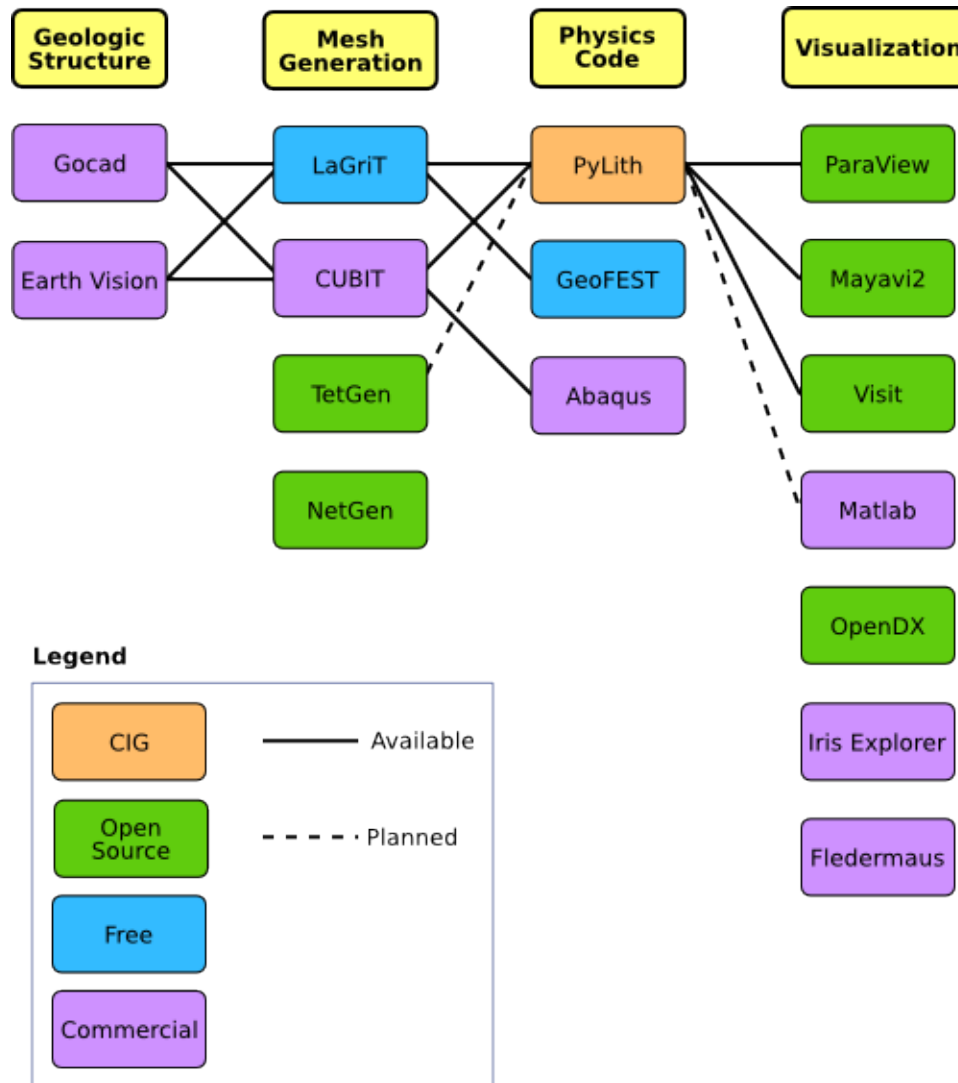 Geologic
Structure
Mesh
Generation
Physics
Code
Visualization
Gocad
LaGriT
PyLith
ParaView
Earth Vision
CUBIT
GeoFEST
Mayavi2
TetGen
Abaqus
Visit
NetGen
Matlab
OpenDX
Iris Explorer
Fledermaus
Legend
CIG
Available
Open
Source
Planned
Free
Commercial